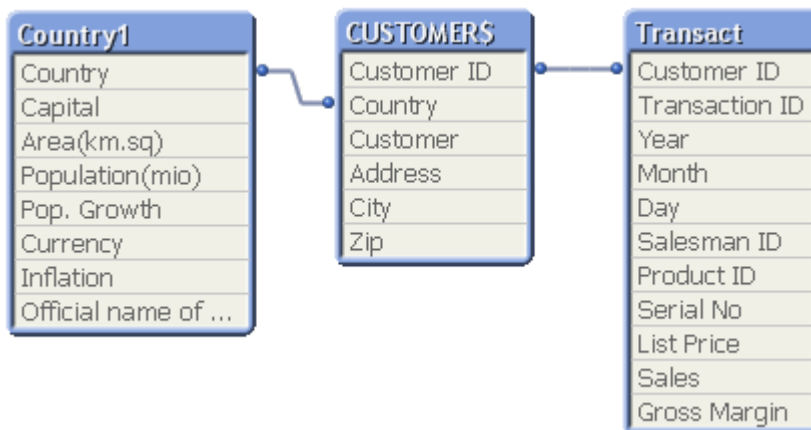 Country1
Country
Capital
Area(km.sq)
Population(mio)
Pop. Growth
Currency
Inflation
Official name of ...
CUSTOMER$
Customer ID
Country
Customer
Address
City
Zip
Transact
Customer ID
Transaction ID
Year
Month
Day
Salesman ID
Product ID
Serial No
List Price
Sales
Gross Margin